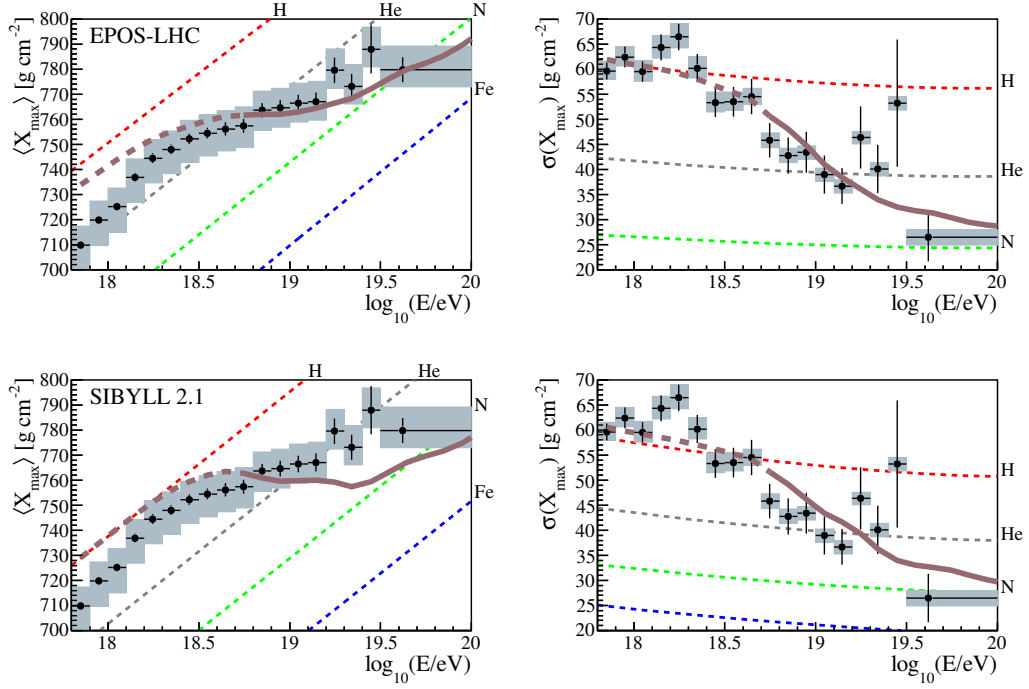 H He N
EPOS-LHC
Fe
⟨X_max⟩ [g cm⁻²]
800
790
780
770
760
750
740
730
720
710
700
18 18.5 19 19.5 20
log₁₀(E/eV)
σ(X_max) [g cm⁻²]
70
65
60
55
50
45
40
35
30
25
20
H
He
N
18 18.5 19 19.5 20
log₁₀(E/eV)
H He
SIBYLL 2.1
N
Fe
⟨X_max⟩ [g cm⁻²]
800
790
780
770
760
750
740
730
720
710
700
18 18.5 19 19.5 20
log₁₀(E/eV)
σ(X_max) [g cm⁻²]
70
65
60
55
50
45
40
35
30
25
20
H
He
N
18 18.5 19 19.5 20
log₁₀(E/eV)